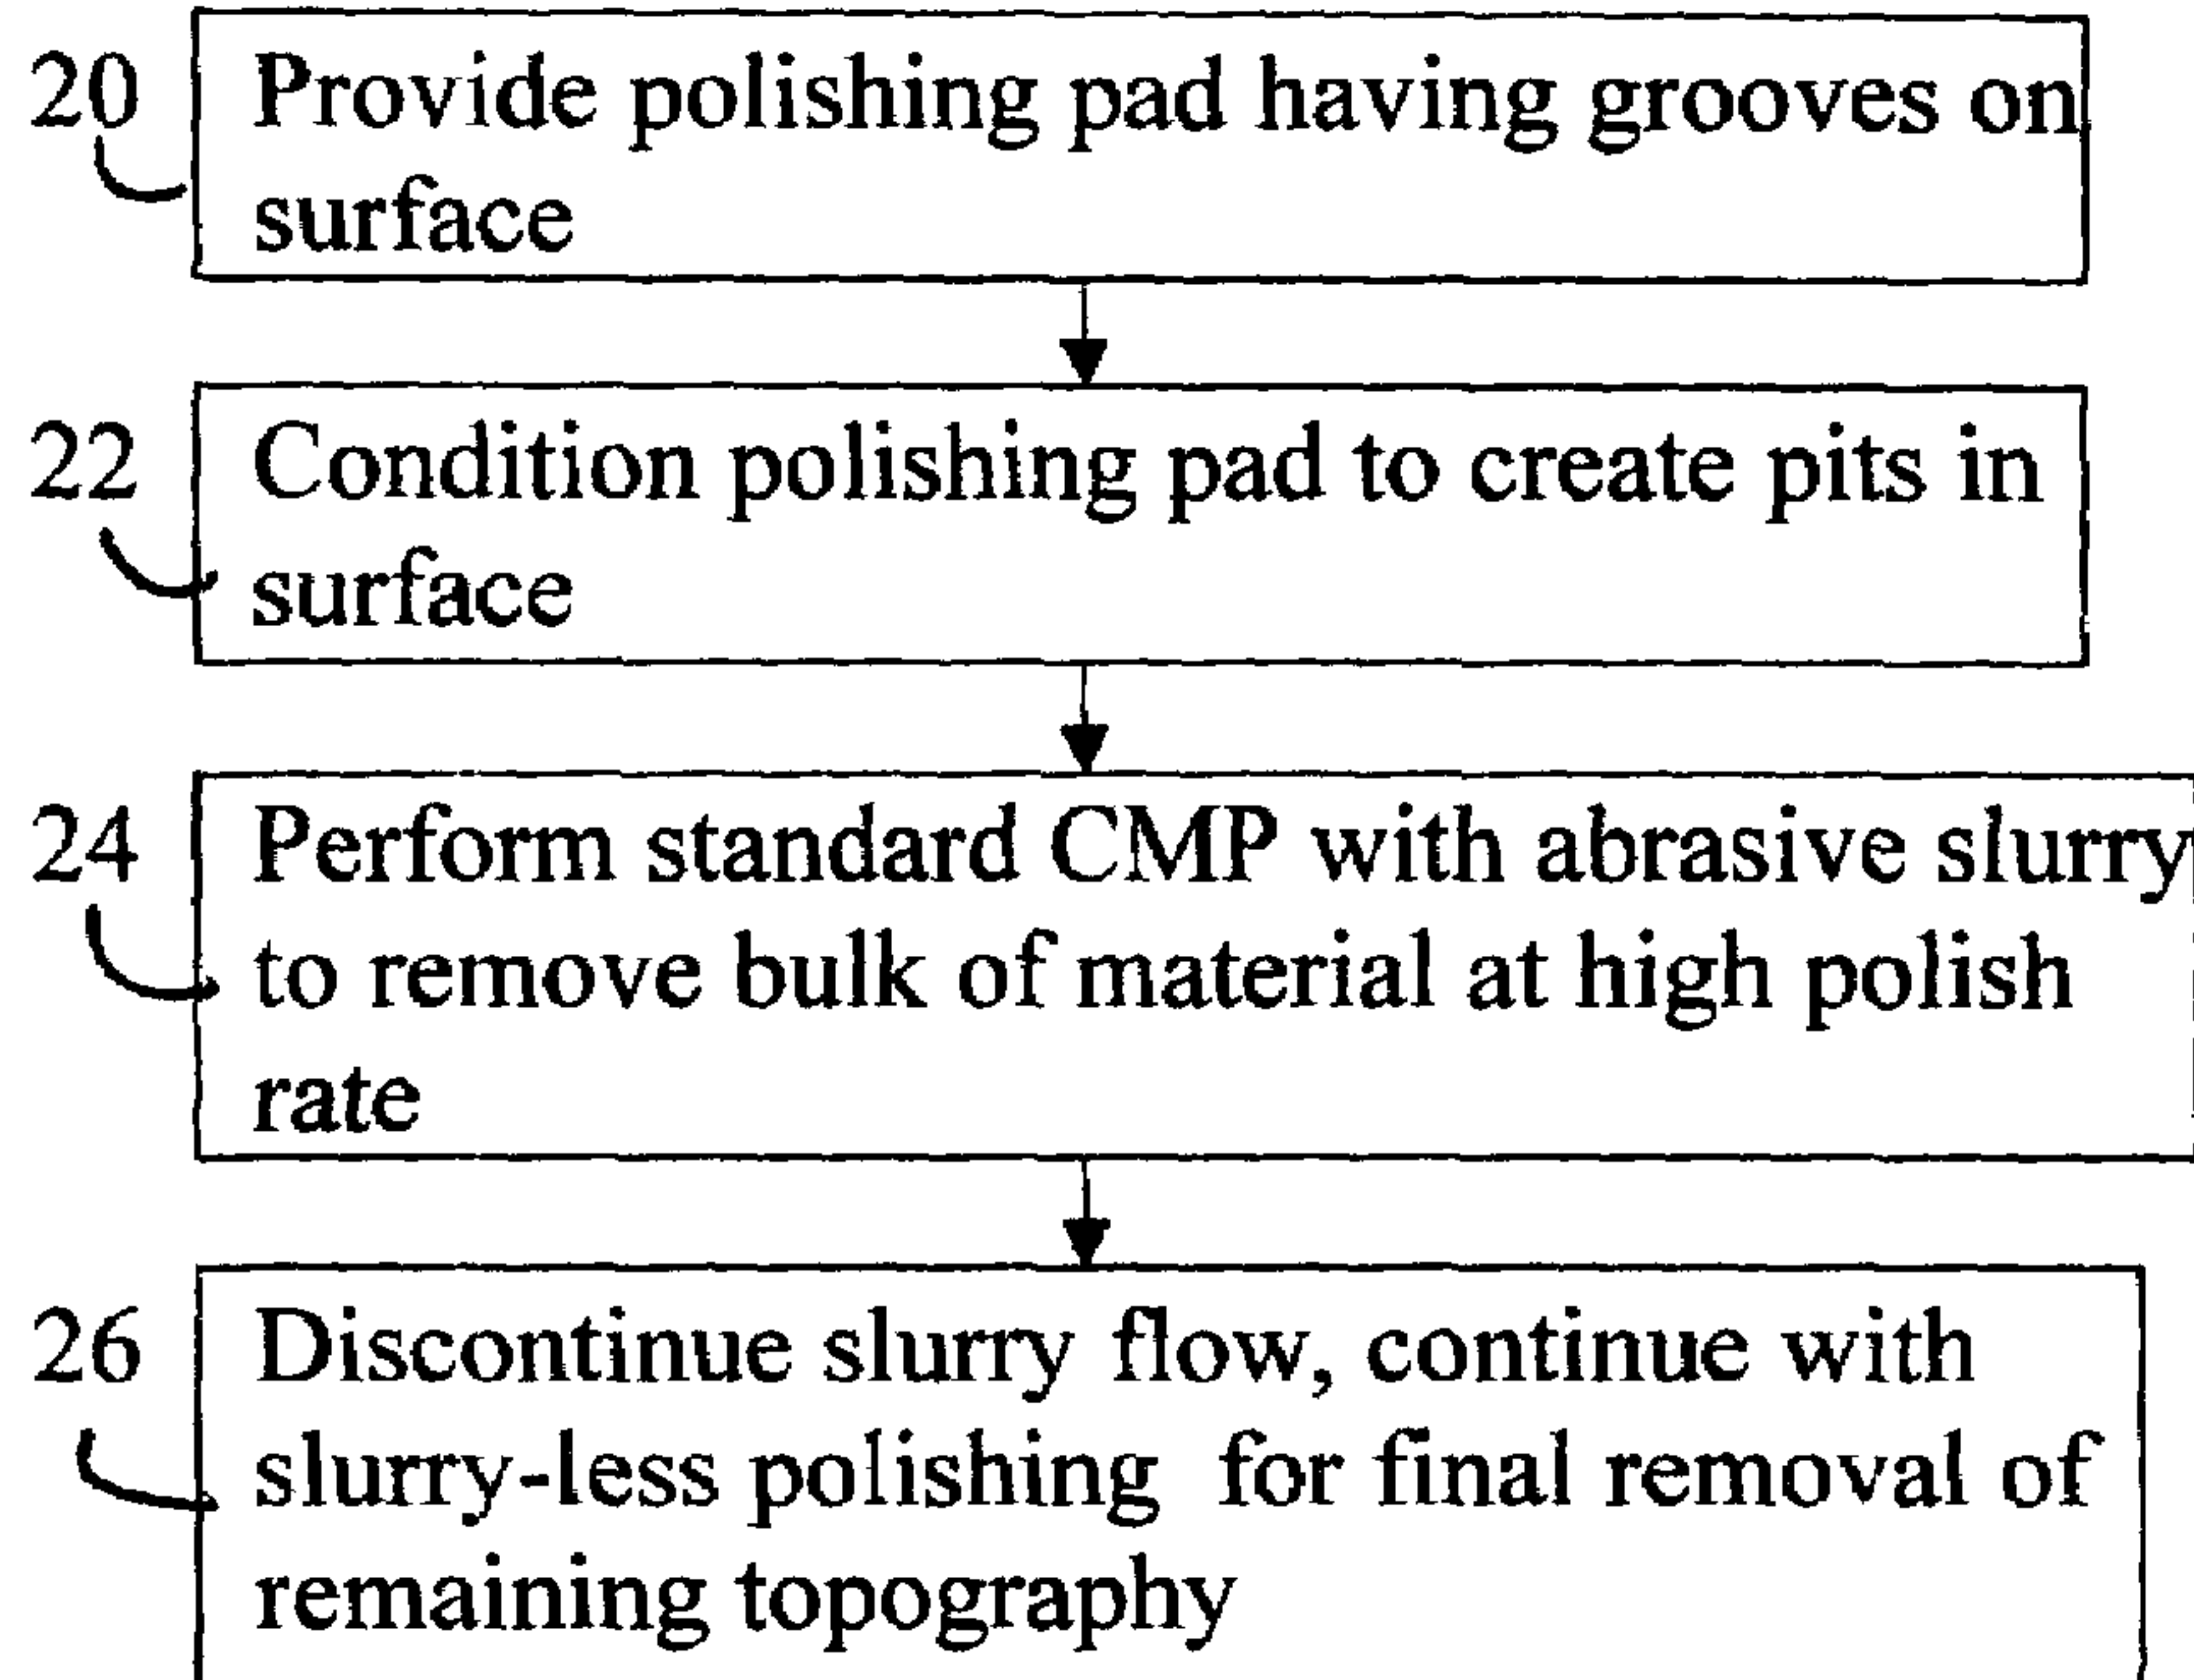 20 Provide polishing pad having grooves on
surface
22 Condition polishing pad to create pits in
surface
24 Perform standard CMP with abrasive slurry
to remove bulk of material at high polish
rate
26 Discontinue slurry flow, continue with
slurry-less polishing for final removal of
remaining topography